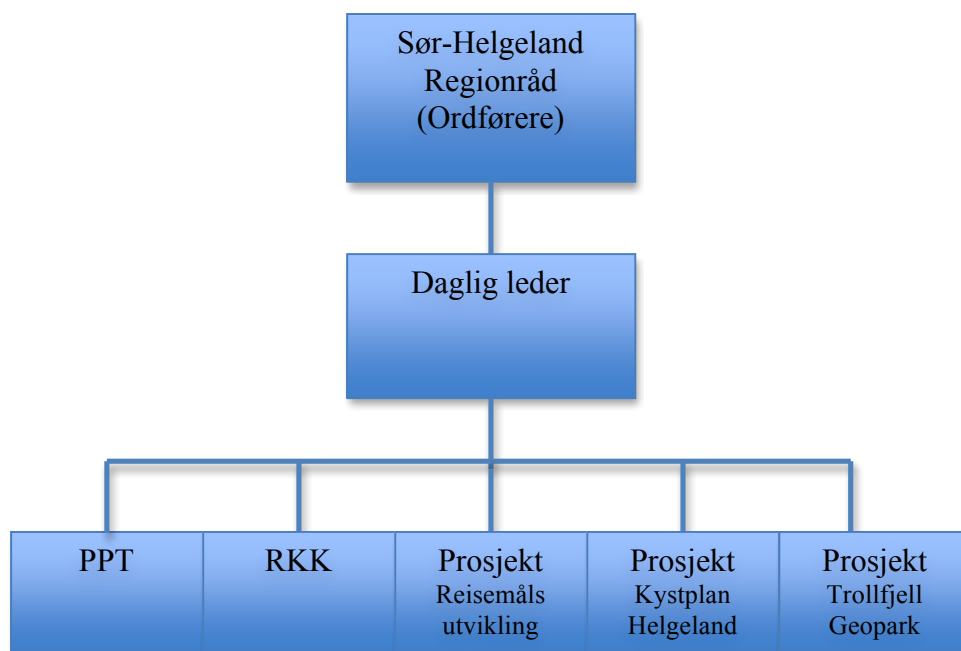 Sør-Helgeland
Regionråd
(Ordførere)
Daglig leder
PPT
RKK
Prosjekt
Reisemåls
utvikling
Prosjekt
Kystplan
Helgeland
Prosjekt
Trollfjell
Geopark